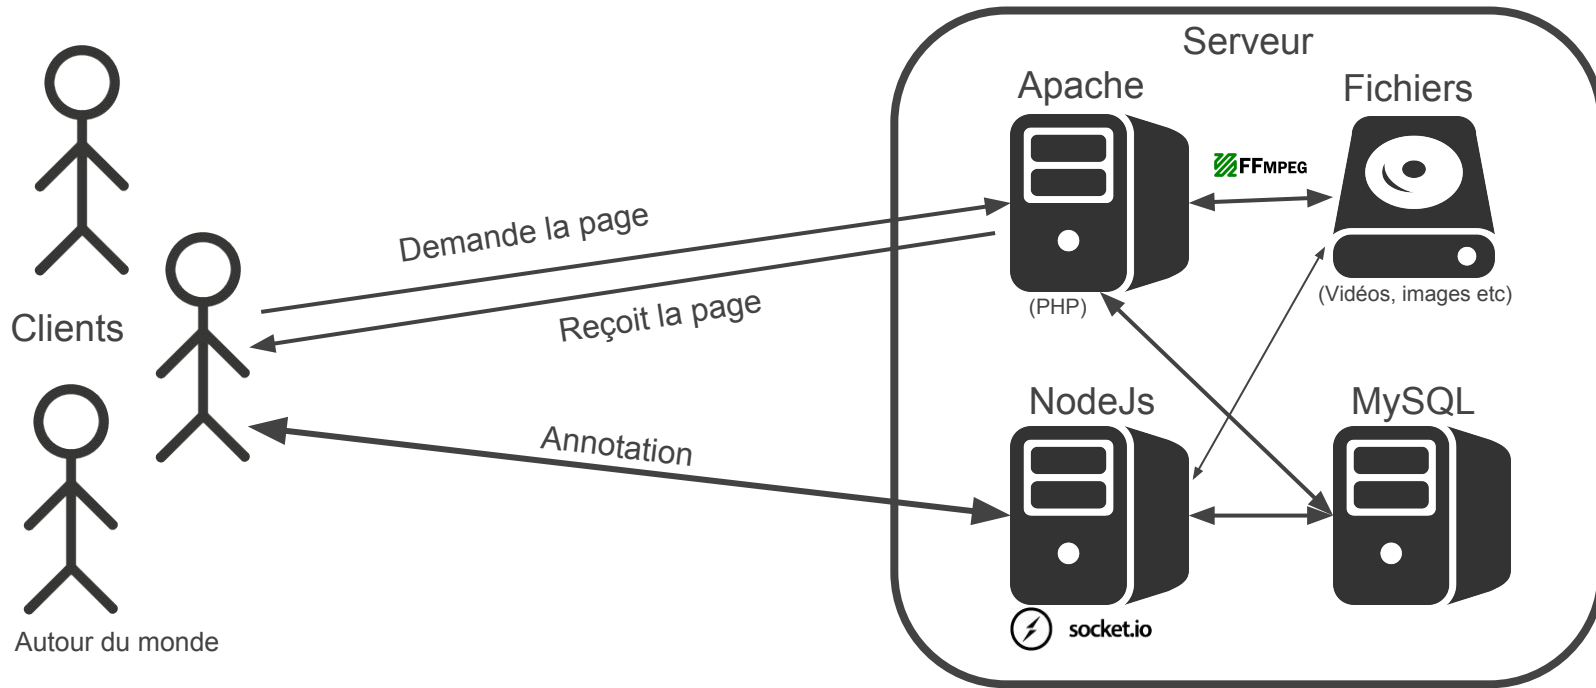 Serveur
Apache
Fichiers
FFMPEG
Demande la page
(PHP)
(Vidéos, images etc)
Reçoit la page
Clients
NodeJs
MySQL
Annotation
socket.io
Autour du monde